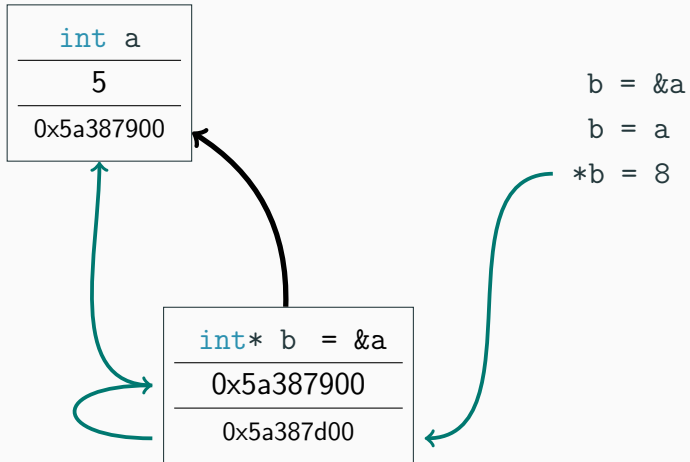 int a
5
0x5a387900
b = &a
b = a
*b = 8
int* b = &a
0x5a387900
0x5a387d00